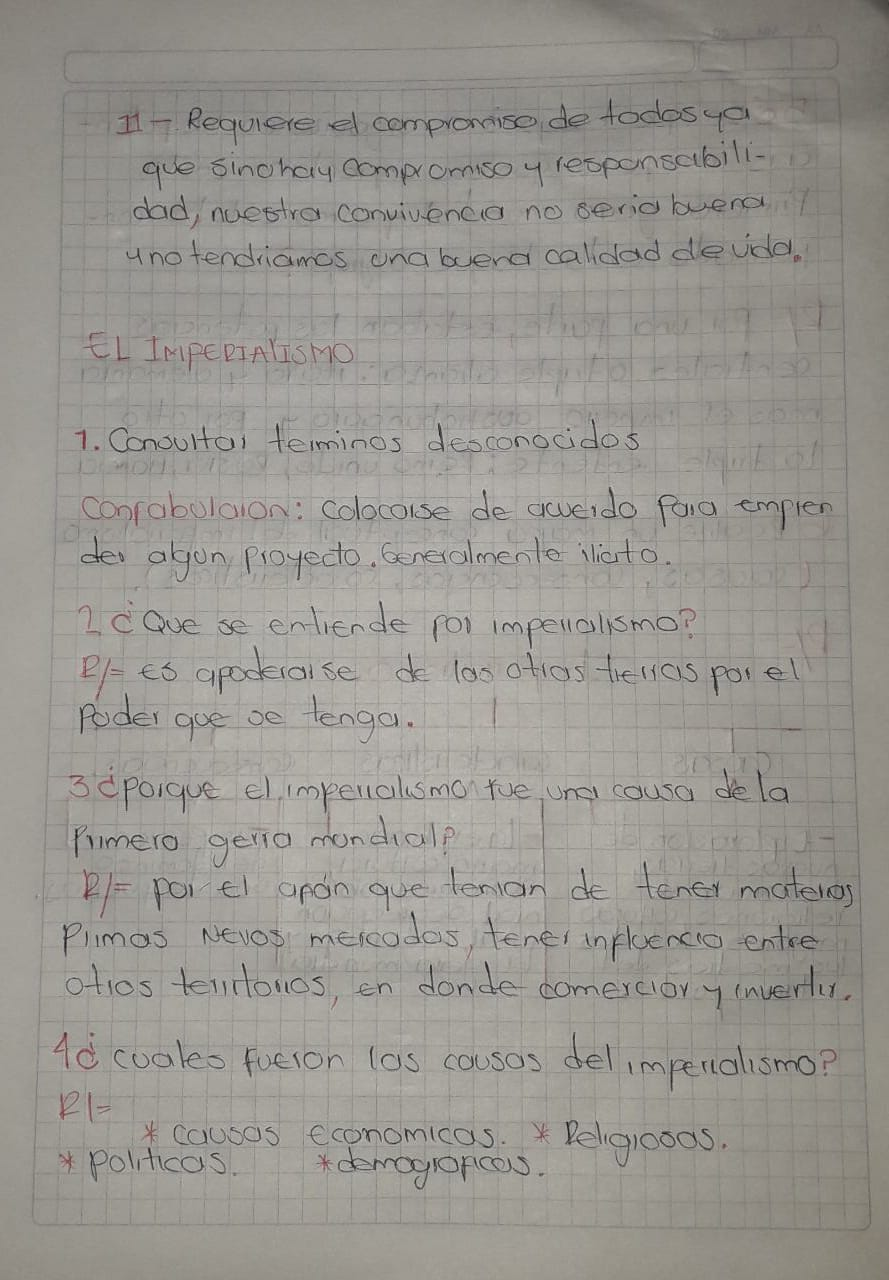 II - Requiere el compromiso de todos ya
que sino hay compromiso y responsabili-
dad, nuestra convivencia no seria buena
y no tendriamos una buena calidad de vida.
EL IMPERIALISMO
1. Consultar terminos desconocidos
Confabulaion: colocarse de acuerdo para empren
der algun proyecto. Generalmente ilicito.
2 ¿Que se entiende por imperialismo?
R/= es apoderarse de las otras tierras por el
Poder que se tenga.
3 ¿porque el imperialismo fue una causa de la
Primera gerra mondial?
R/= por el afán que tenian de tener materias
Primas Nevos mercados, tener influencia entre
otros territorios, en donde comerciar y invertir.
4 ¿cuales fueron las causas del imperialismo?
R/=
* causas economicas. * Religiosas.
* politicas. * demograficas.